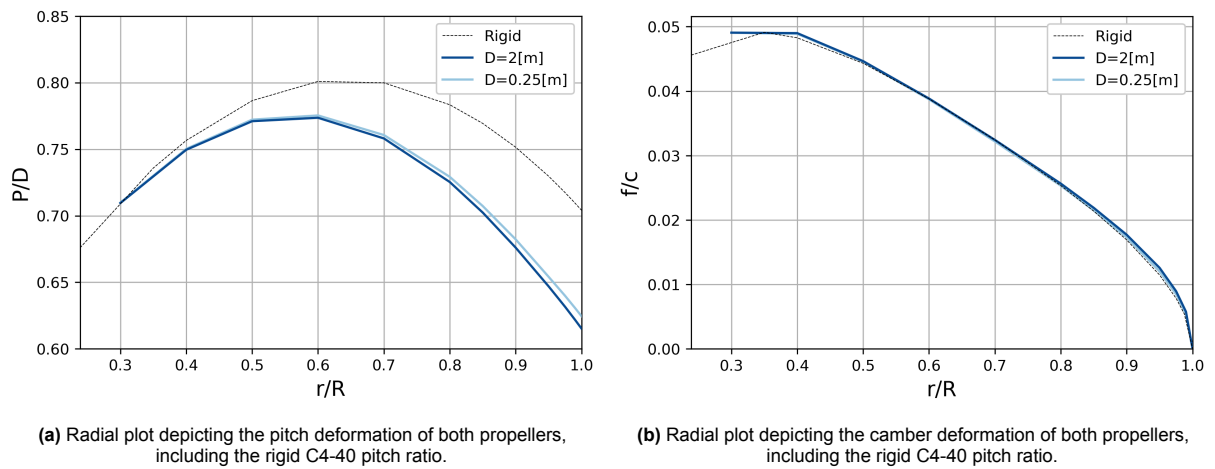 0.85
0.80
0.75
0.70
0.65
0.60
P/D
Rigid
D=2[m]
D=0.25[m]
0.3 0.4 0.5 0.6 0.7 0.8 0.9 1.0
r/R
(a) Radial plot depicting the pitch deformation of both propellers,
including the rigid C4-40 pitch ratio.
0.05
0.04
0.03
0.02
0.01
0.00
f/c
Rigid
D=2[m]
D=0.25[m]
0.3 0.4 0.5 0.6 0.7 0.8 0.9 1.0
r/R
(b) Radial plot depicting the camber deformation of both propellers,
including the rigid C4-40 pitch ratio.